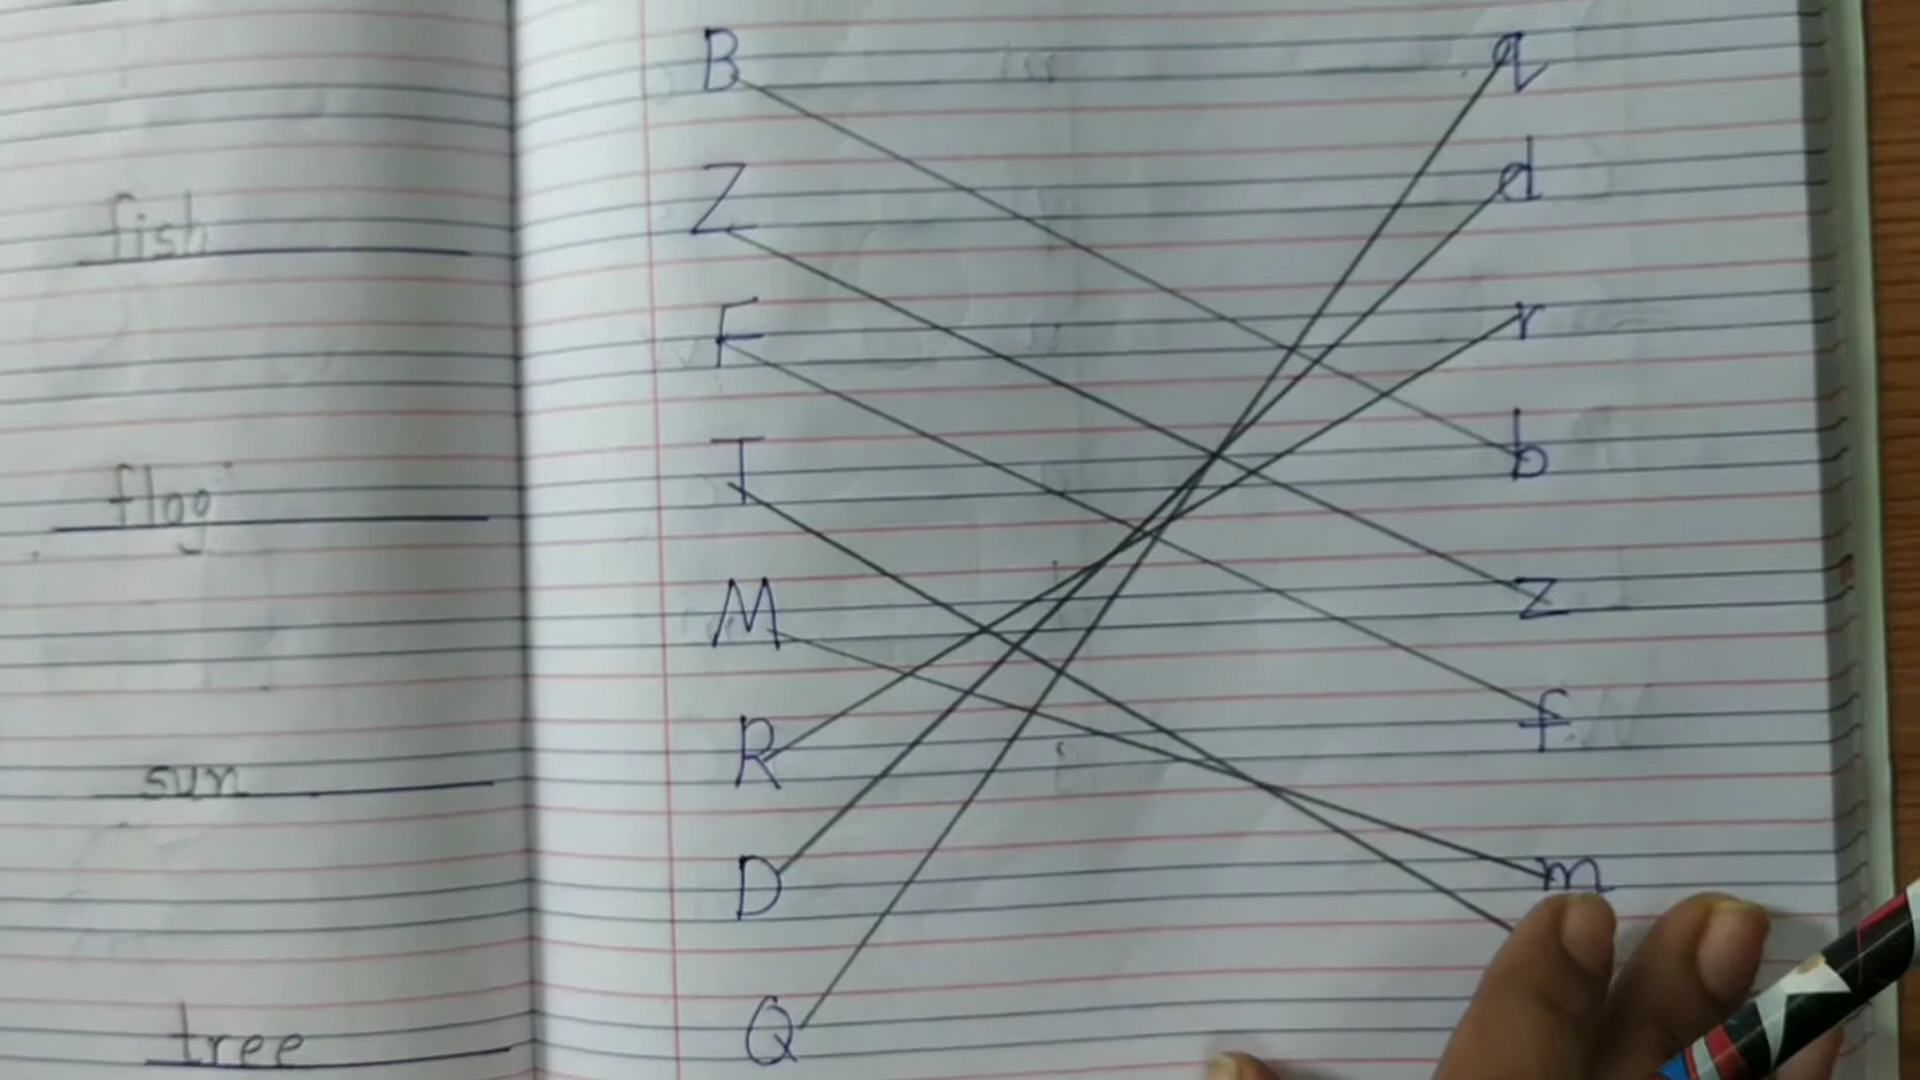 B q
Z d
fish
F r
T b
flog
M z
R f
sun
D m
Q
tree